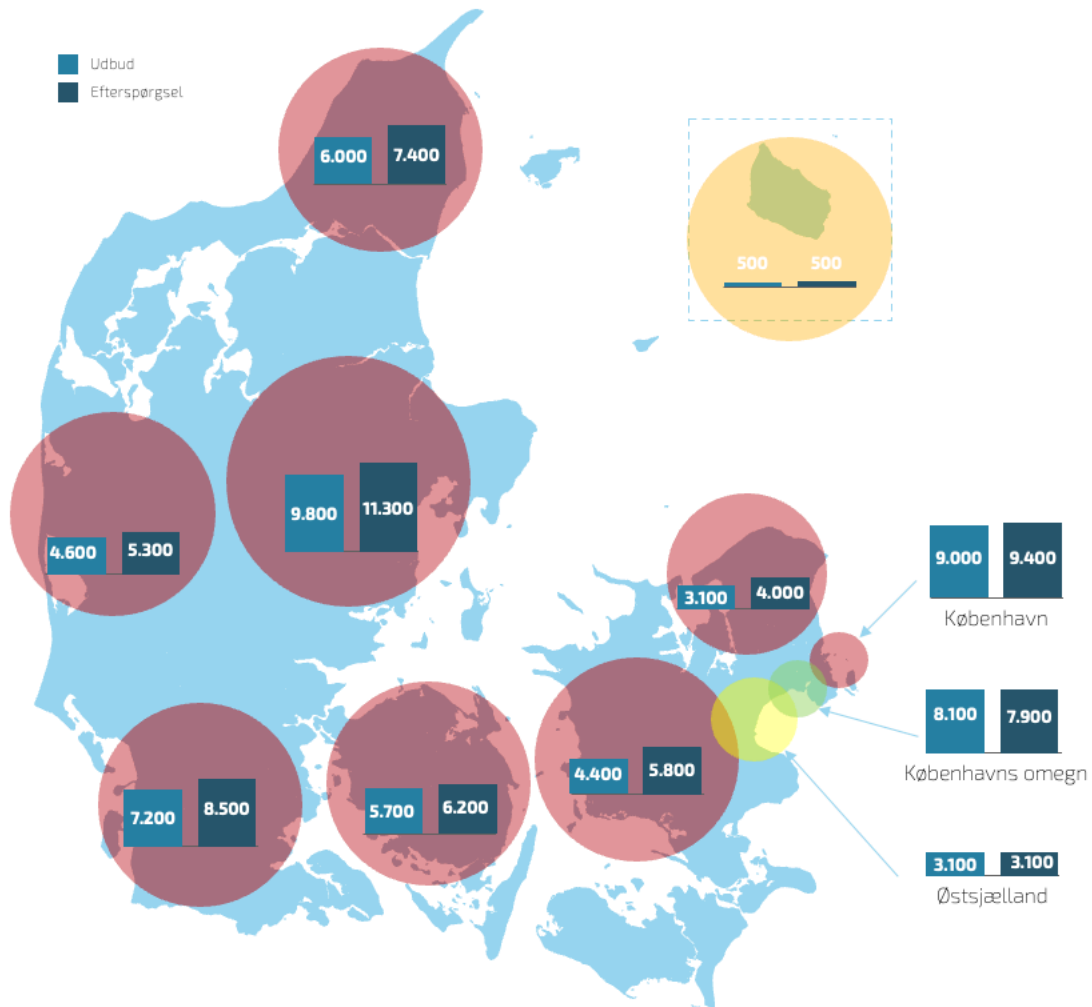 Udbud
Efterspørgsel
6.000 7.400
500 500
9.800 11.300
4.600 5.300
3.100 4.000
9.000 9.400
København
8.100 7.900
Københavns omegn
4.400 5.800
7.200 8.500
5.700 6.200
3.100 3.100
Østsjælland